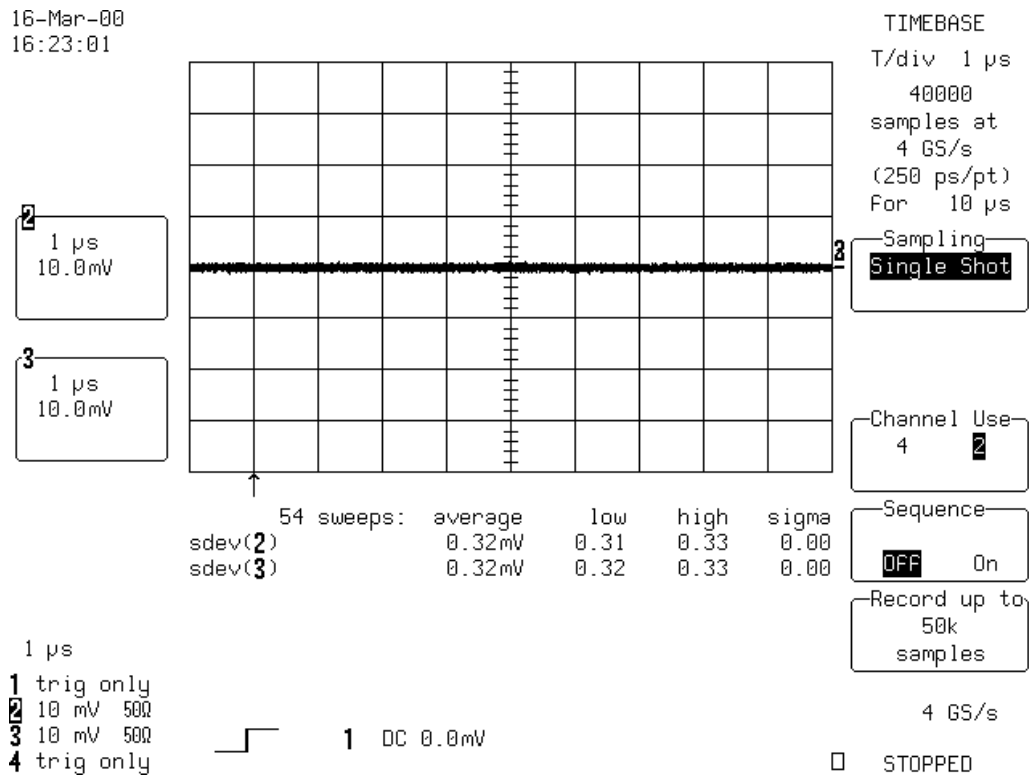 16-Mar-00
16:23:01
TIMEBASE
T/div 1 µs
40000
samples at
4 GS/s
(250 ps/pt)
for 10 µs
2
1 µs
10.0mV
Sampling
Single Shot
3
1 µs
10.0mV
Channel Use
4 2
54 sweeps: average low high sigma
sdev(2) 0.32mV 0.31 0.33 0.00
sdev(3) 0.32mV 0.32 0.33 0.00
Sequence
Off On
Record up to
50k
samples
1 µs
1 trig only
2 10 mV 50Ω
3 10 mV 50Ω
4 trig only
1 DC 0.0mV
4 GS/s
STOPPED